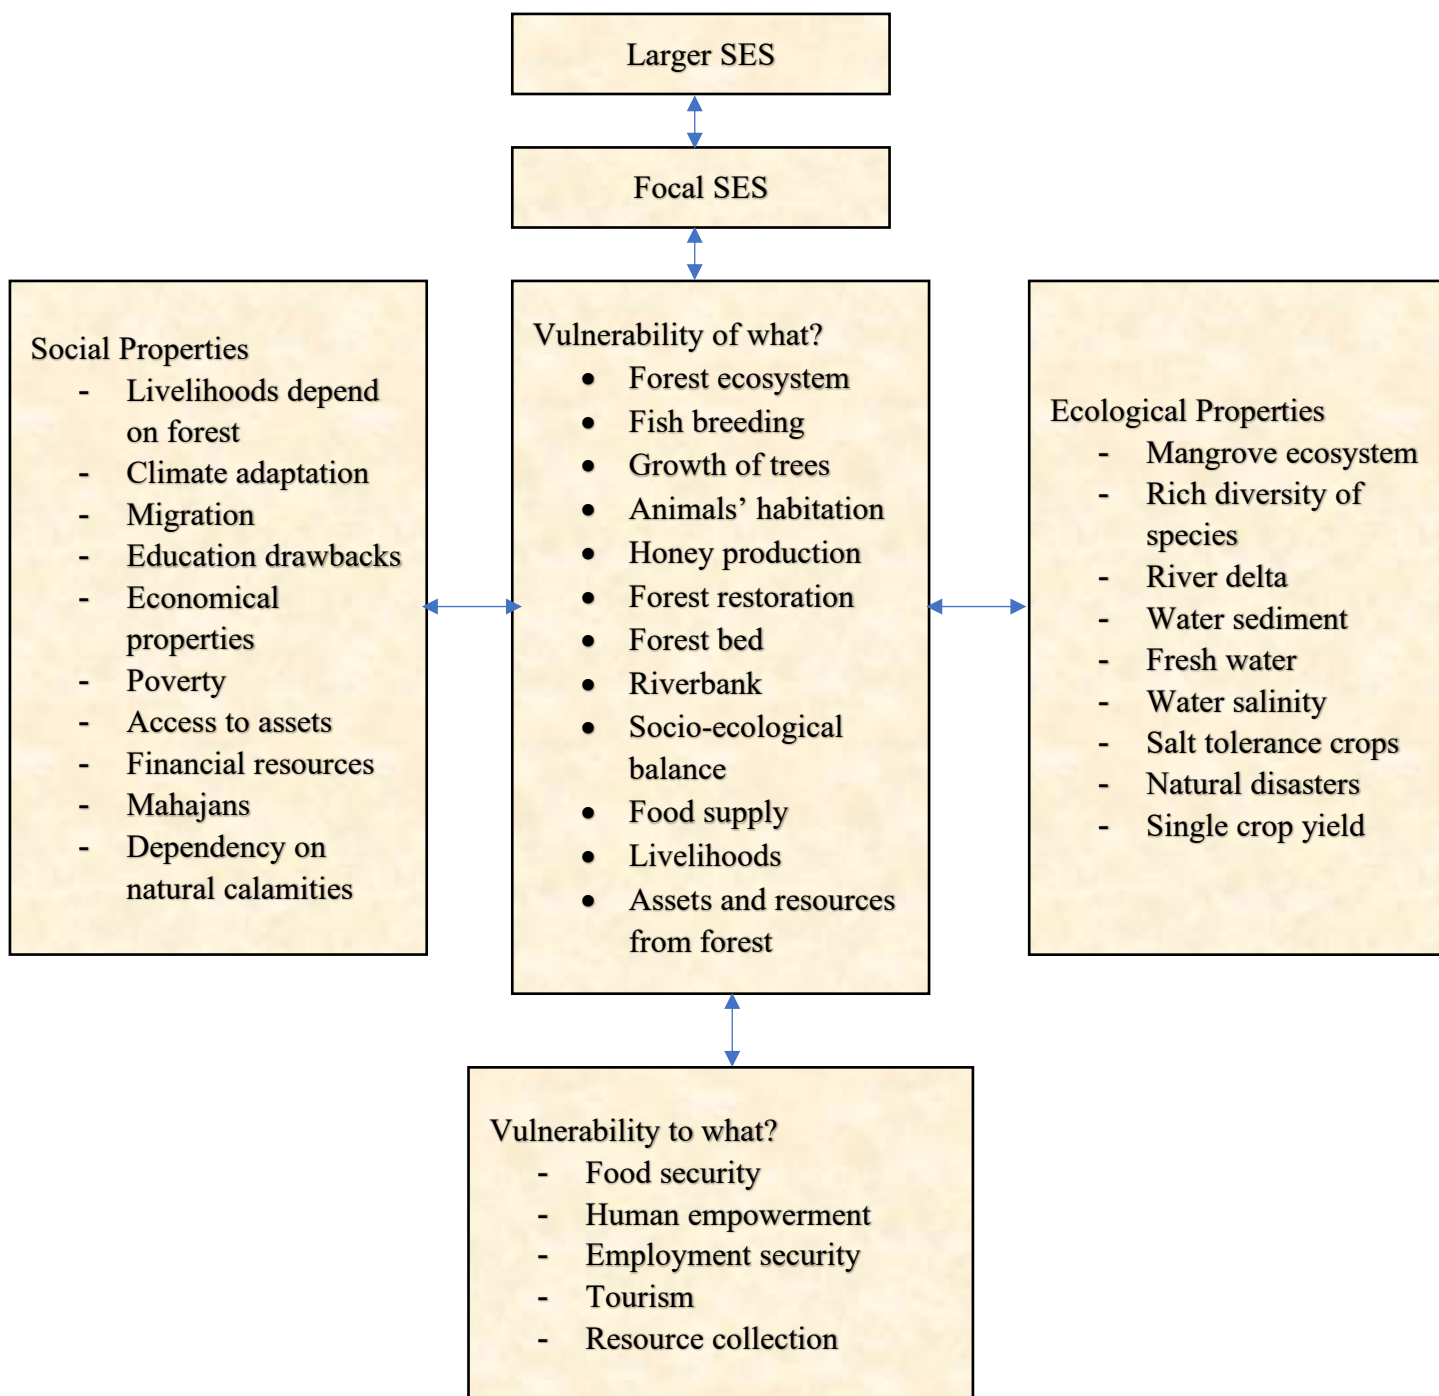 Larger SES
Focal SES
Social Properties
- Livelihoods depend
on forest
- Climate adaptation
- Migration
- Education drawbacks
- Economical
properties
- Poverty
- Access to assets
- Financial resources
- Mahajans
- Dependency on
natural calamities
Vulnerability of what?
• Forest ecosystem
• Fish breeding
• Growth of trees
• Animals’ habitation
• Honey production
• Forest restoration
• Forest bed
• Riverbank
• Socio-ecological
balance
• Food supply
• Livelihoods
• Assets and resources
from forest
Ecological Properties
- Mangrove ecosystem
- Rich diversity of
species
- River delta
- Water sediment
- Fresh water
- Water salinity
- Salt tolerance crops
- Natural disasters
- Single crop yield
Vulnerability to what?
- Food security
- Human empowerment
- Employment security
- Tourism
- Resource collection